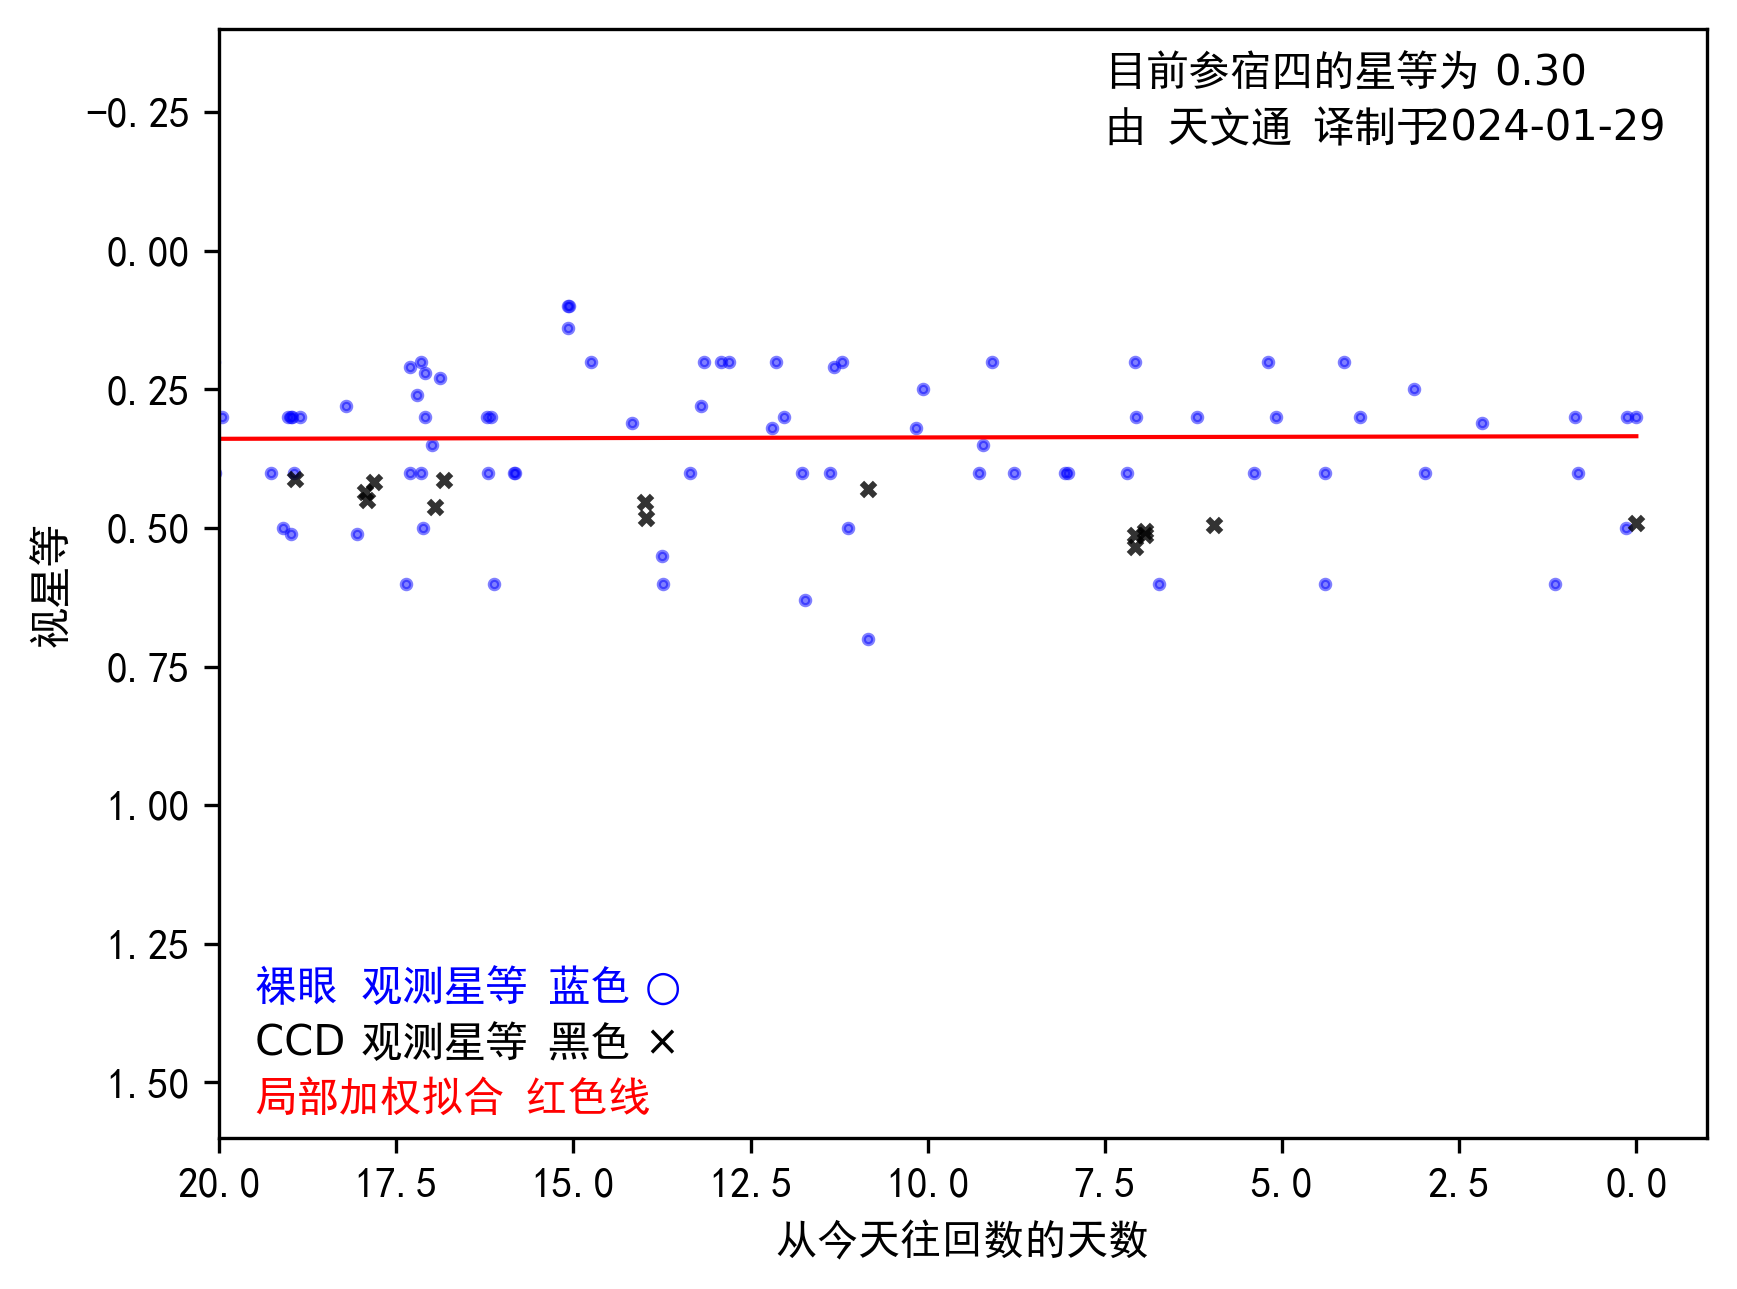 目前参宿四的星等为 0.30
由 天文通 译制于2024-01-29
−0.25
0.00
0.25
0.50
0.75
1.00
1.25
1.50
视星等
裸眼 观测星等 蓝色 ○
CCD 观测星等 黑色 ×
局部加权拟合 红色线
20.0 17.5 15.0 12.5 10.0 7.5 5.0 2.5 0.0
从今天往回数的天数